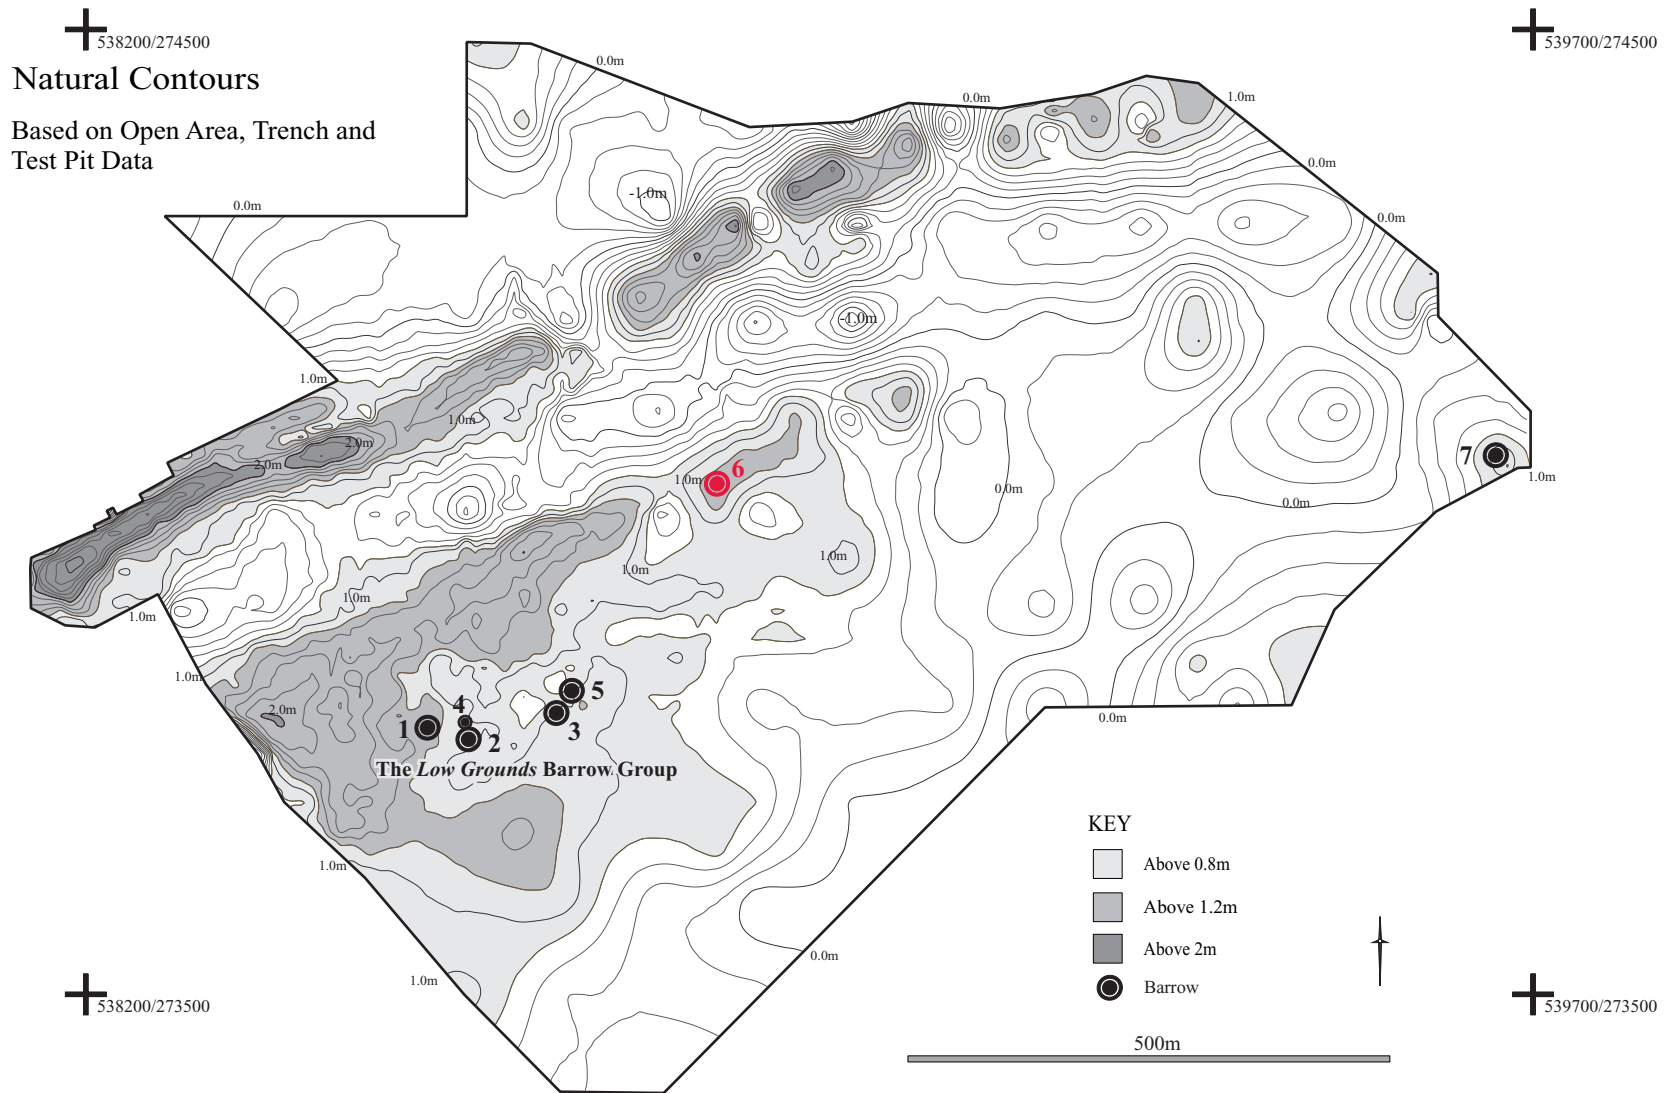 538200/274500
539700/274500
Natural Contours
Based on Open Area, Trench and
Test Pit Data
0.0m
0.0m
1.0m
0.0m
-1.0m
0.0m
0.0m
-1.0m
1.0m
1.0m
2.0m
2.0m
6
1.0m
7
1.0m
0.0m
0.0m
1.0m
1.0m
1.0m
1.0m
1.0m
2.0m
5
4
3
1
2
The Low Grounds Barrow Group
0.0m
1.0m
1.0m
0.0m
KEY
Above 0.8m
Above 1.2m
Above 2m
Barrow
538200/273500
539700/273500
500m